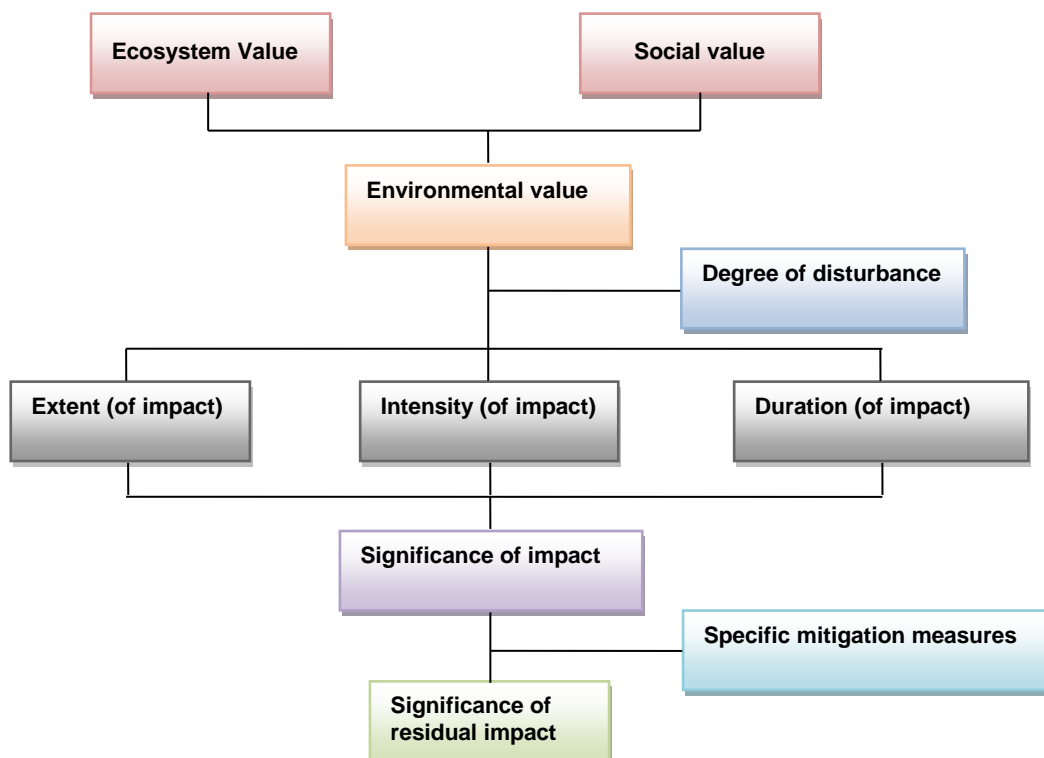 Ecosystem Value
Social value
Environmental value
Degree of disturbance
Extent (of impact)
Intensity (of impact)
Duration (of impact)
Significance of impact
Specific mitigation measures
Significance of
residual impact